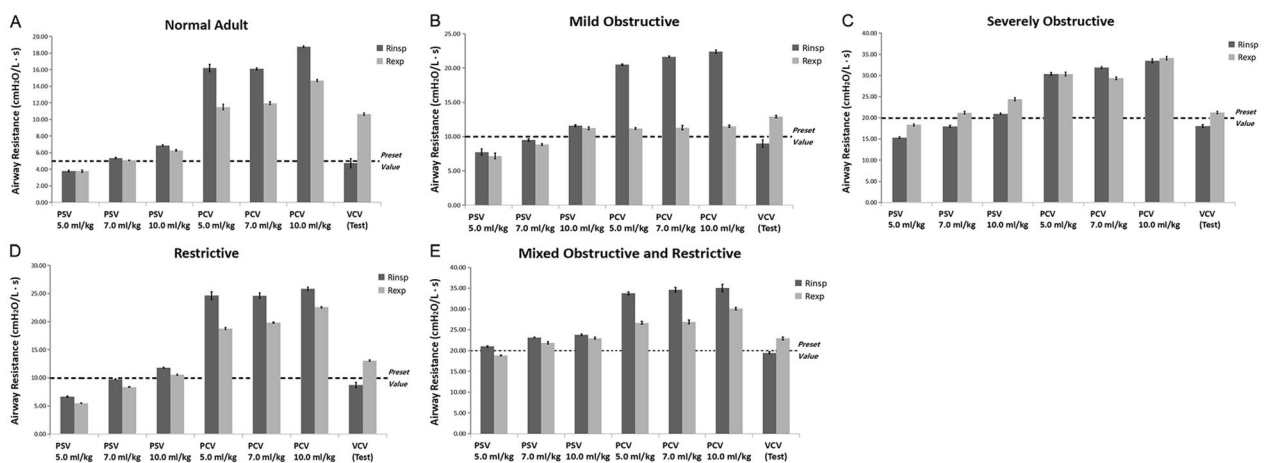 A
Normal Adult
Airway Resistance (cmH2O/L · s)
20.00
18.00
16.00
14.00
12.00
10.00
8.00
6.00
4.00
2.00
0.00
Rinsp
Rexp
Preset
Value
PSV PSV PSV PCV PCV PCV VCV
5.0 ml/kg 7.0 ml/kg 10.0 ml/kg 5.0 ml/kg 7.0 ml/kg 10.0 ml/kg (Test)
B
Mild Obstructive
Airway Resistance (cmH2O/L · s)
25.00
20.00
15.00
10.00
5.00
0.00
Rinsp
Rexp
Preset
Value
PSV PSV PSV PCV PCV PCV VCV
5.0 ml/kg 7.0 ml/kg 10.0 ml/kg 5.0 ml/kg 7.0 ml/kg 10.0 ml/kg (Test)
C
Severely Obstructive
Airway Resistance (cmH2O/L · s)
40.00
35.00
30.00
25.00
20.00
15.00
10.00
5.00
0.00
Rinsp
Rexp
Preset
Value
PSV PSV PSV PCV PCV PCV VCV
5.0 ml/kg 7.0 ml/kg 10.0 ml/kg 5.0 ml/kg 7.0 ml/kg 10.0 ml/kg (Test)
D
Restrictive
Airway Resistance (cmH2O/L · s)
30.00
25.00
20.00
15.00
10.00
5.00
0.00
Rinsp
Rexp
Preset
Value
PSV PSV PSV PCV PCV PCV VCV
5.0 ml/kg 7.0 ml/kg 10.0 ml/kg 5.0 ml/kg 7.0 ml/kg 10.0 ml/kg (Test)
E
Mixed Obstructive and Restrictive
Airway Resistance (cmH2O/L · s)
40.00
35.00
30.00
25.00
20.00
15.00
10.00
5.00
0.00
Rinsp
Rexp
Preset
Value
PSV PSV PSV PCV PCV PCV VCV
5.0 ml/kg 7.0 ml/kg 10.0 ml/kg 5.0 ml/kg 7.0 ml/kg 10.0 ml/kg (Test)